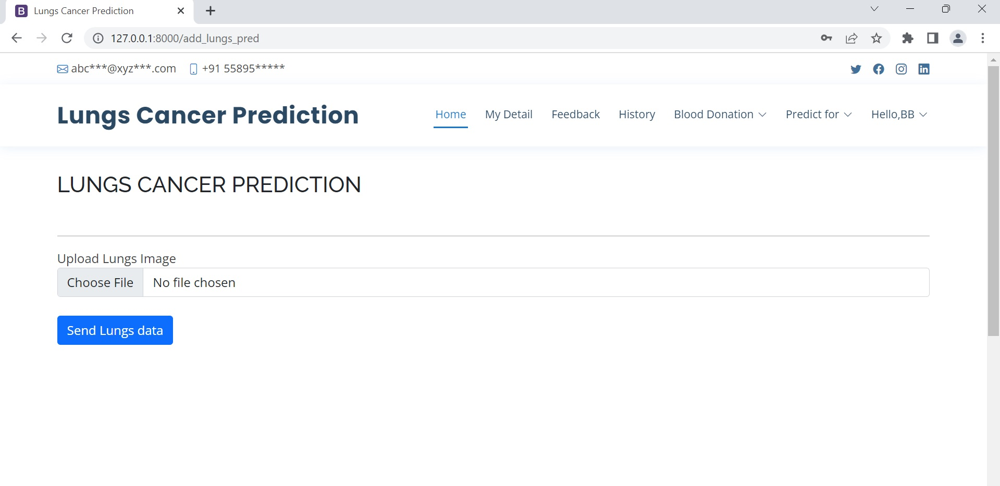 B Lungs Cancer Prediction
127.0.0.1:8000/add_lungs_pred
abc***@xyz***.com +91 55895*****
Lungs Cancer Prediction Home My Detail Feedback History Blood Donation Predict for Hello,BB
LUNGS CANCER PREDICTION
Upload Lungs Image
Choose File No file chosen
Send Lungs data